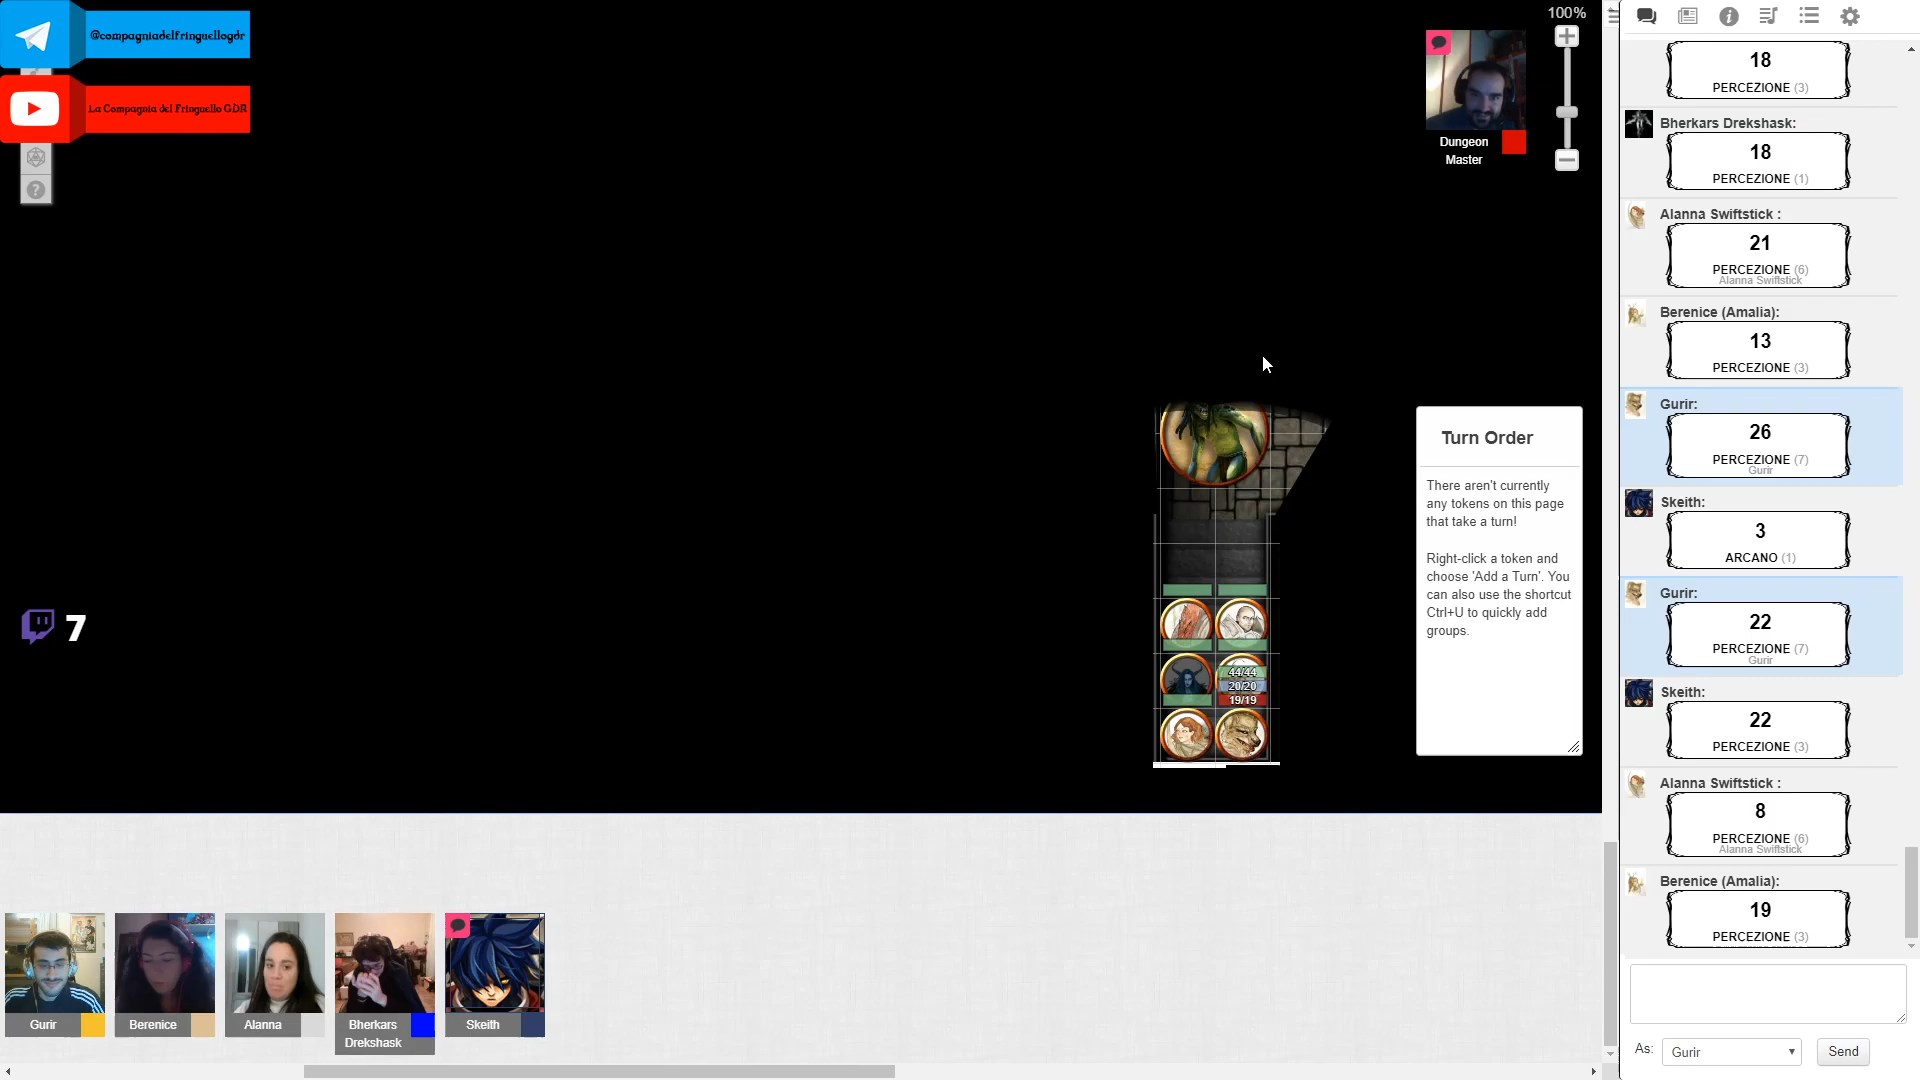 @compagniadelfringuellogdr
La Compagnia del Fringuello GDR
7
100%
Dungeon
Master
44/44
20/20
19/19
Turn Order
There aren't currently
any tokens on this page
that take a turn!
Right-click a token and
choose 'Add a Turn'. You
can also use the shortcut
Ctrl+U to quickly add
groups.
Gurir
Berenice
Alanna
Bherkars
Drekshask
Skeith
18
PERCEZIONE (3)
Bherkars Drekshask:
18
PERCEZIONE (1)
Alanna Swiftstick :
21
PERCEZIONE (6)
Alanna Swiftstick
Berenice (Amalia):
13
PERCEZIONE (3)
Gurir:
26
PERCEZIONE (7)
Gurir
Skeith:
3
ARCANO (1)
Gurir:
22
PERCEZIONE (7)
Gurir
Skeith:
22
PERCEZIONE (3)
Alanna Swiftstick :
8
PERCEZIONE (6)
Alanna Swiftstick
Berenice (Amalia):
19
PERCEZIONE (3)
As:
Gurir
Send